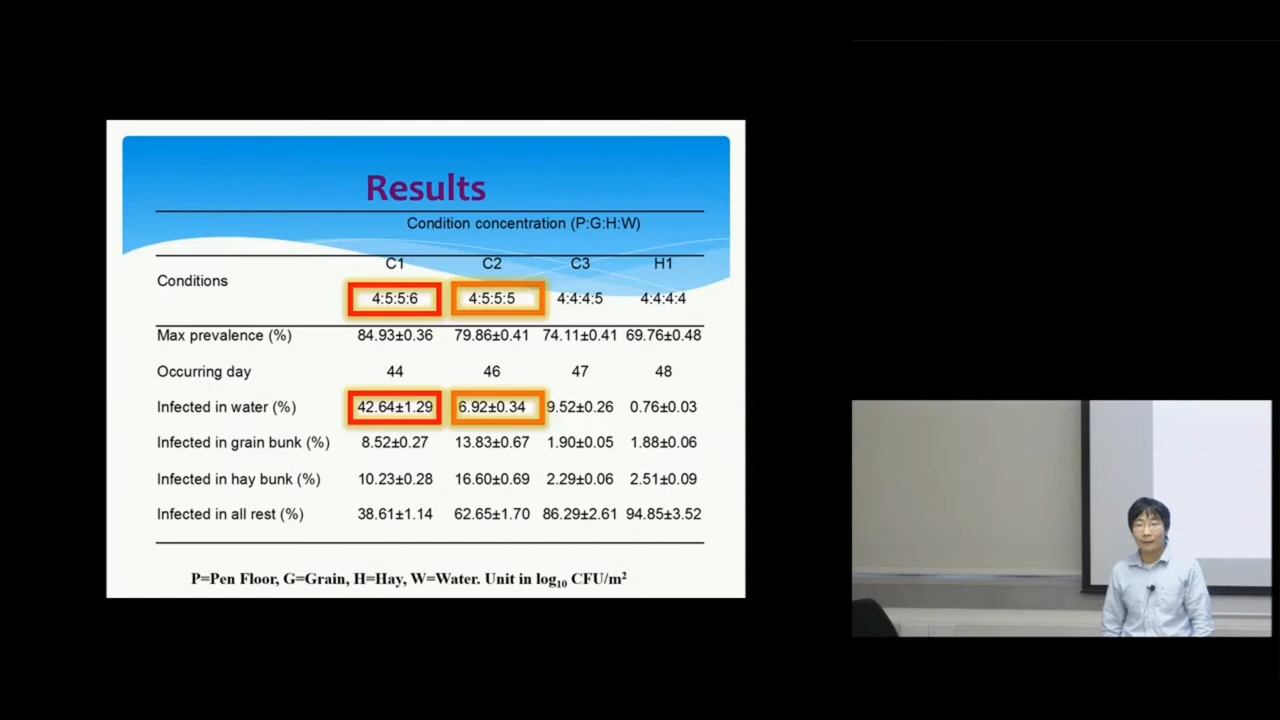 Results
Condition concentration (P:G:H:W)
Conditions
C1 C2 C3 H1
4:5:5:6 4:5:5:5 4:4:4:5 4:4:4:4
Max prevalence (%) 84.93±0.36 79.86±0.41 74.11±0.41 69.76±0.48
Occurring day 44 46 47 48
Infected in water (%) 42.64±1.29 6.92±0.34 9.52±0.26 0.76±0.03
Infected in grain bunk (%) 8.52±0.27 13.83±0.67 1.90±0.05 1.88±0.06
Infected in hay bunk (%) 10.23±0.28 16.60±0.69 2.29±0.06 2.51±0.09
Infected in all rest (%) 38.61±1.14 62.65±1.70 86.29±2.61 94.85±3.52
P=Pen Floor, G=Grain, H=Hay, W=Water. Unit in log₁₀ CFU/m²